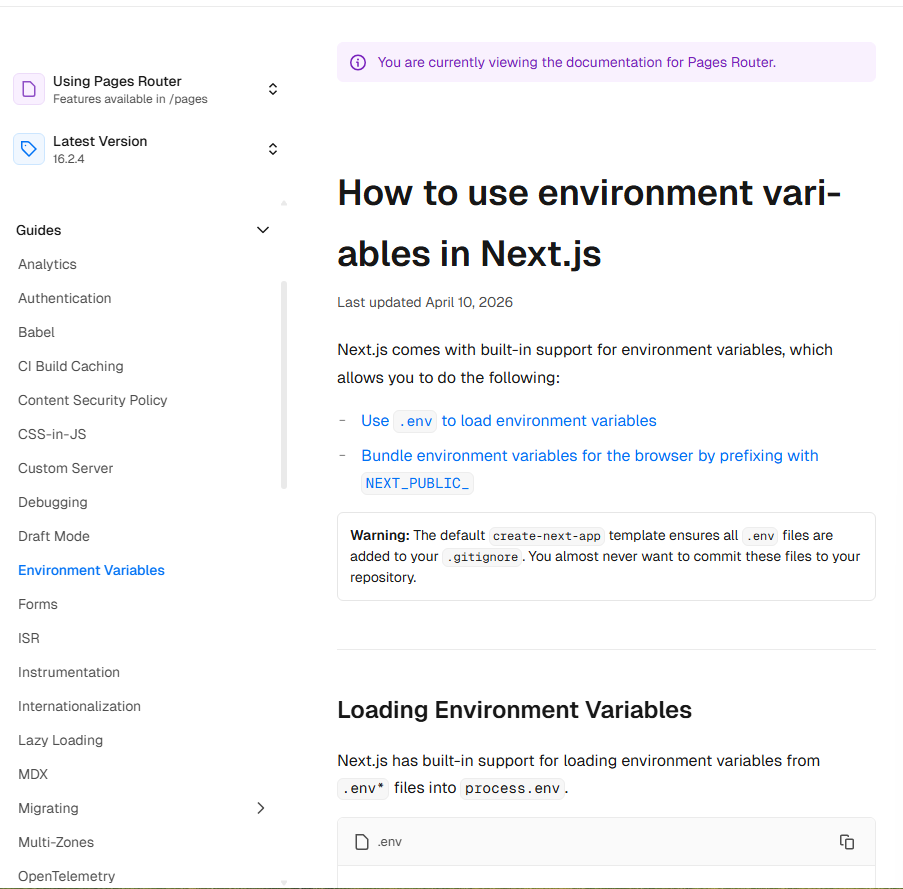 Using Pages Router
Features available in /pages
Latest Version
16.2.4
Guides
Analytics
Authentication
Babel
CI Build Caching
Content Security Policy
CSS-in-JS
Custom Server
Debugging
Draft Mode
Environment Variables
Forms
ISR
Instrumentation
Internationalization
Lazy Loading
MDX
Migrating
Multi-Zones
OpenTelemetry
You are currently viewing the documentation for Pages Router.
How to use environment vari-
ables in Next.js
Last updated April 10, 2026
Next.js comes with built-in support for environment variables, which
allows you to do the following:
- Use .env to load environment variables
- Bundle environment variables for the browser by prefixing with
NEXT_PUBLIC_
Warning: The default create-next-app template ensures all .env files are
added to your .gitignore. You almost never want to commit these files to your
repository.
Loading Environment Variables
Next.js has built-in support for loading environment variables from
.env* files into process.env.
.env